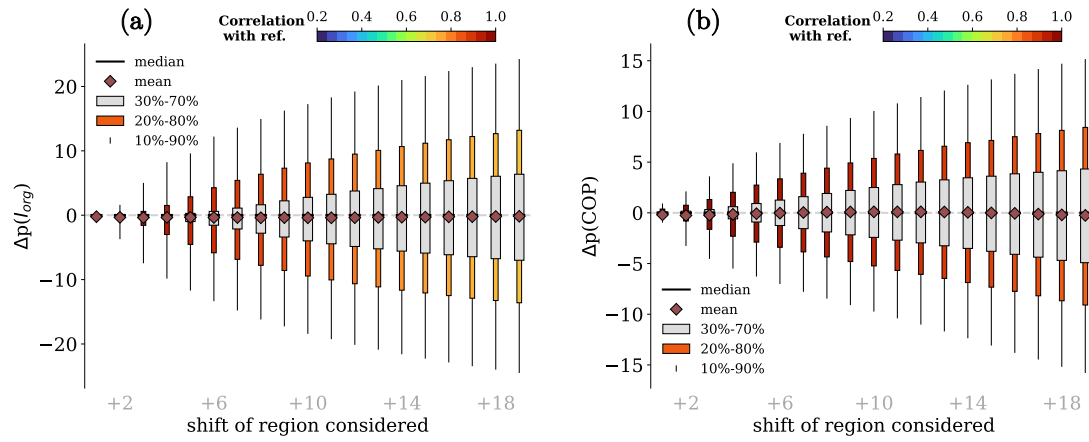 (a)
Correlation
with ref.
0.2 0.4 0.6 0.8 1.0
median
mean
30%-70%
20%-80%
10%-90%
20
10
0
−10
−20
Δp(I_org)
+2 +6 +10 +14 +18
shift of region considered
(b)
Correlation
with ref.
0.2 0.4 0.6 0.8 1.0
15
10
5
0
−5
−10
−15
Δp(COP)
median
mean
30%-70%
20%-80%
10%-90%
+2 +6 +10 +14 +18
shift of region considered